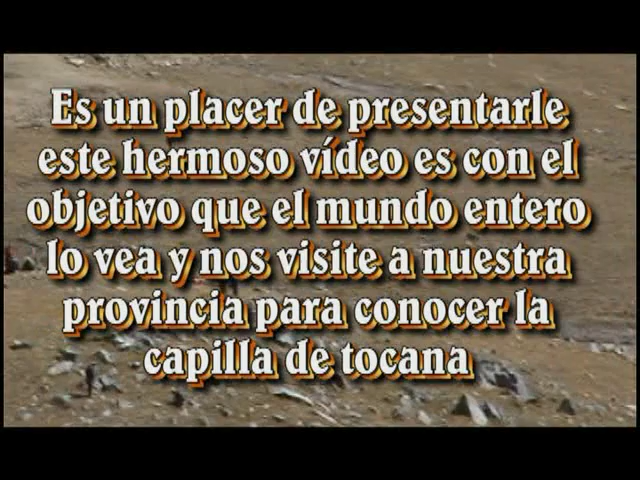 Es un placer de presentarle
este hermoso vídeo es con el
objetivo que el mundo entero
lo vea y nos visite a nuestra
provincia para conocer la
capilla de tocana